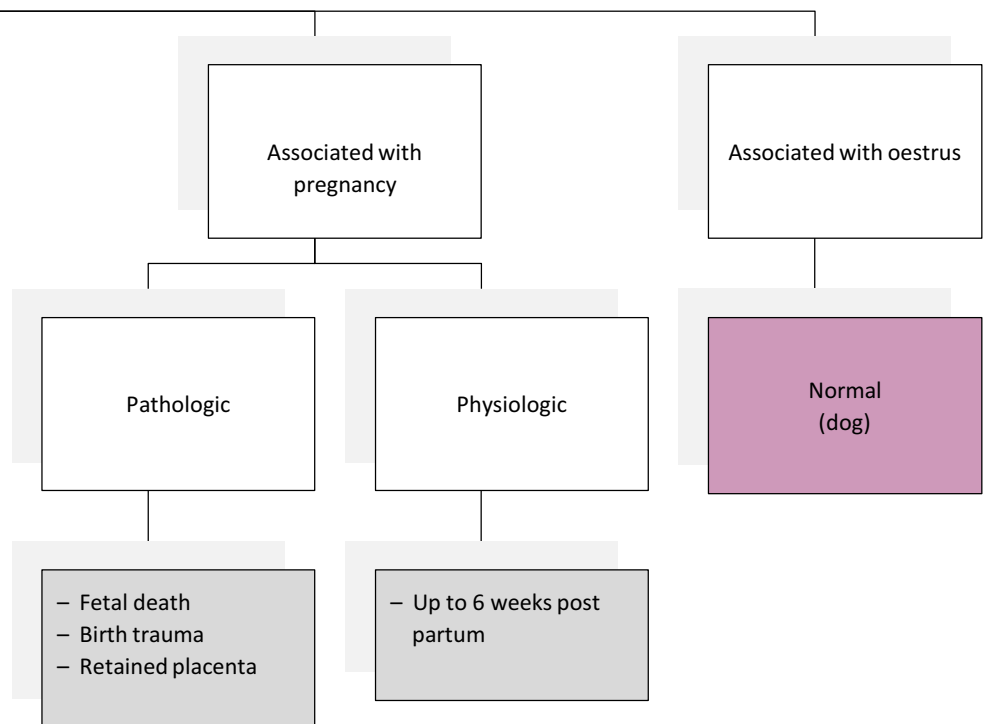 Associated with
pregnancy
Associated with oestrus
Pathologic
Physiologic
Normal
(dog)
– Fetal death
– Birth trauma
– Retained placenta
– Up to 6 weeks post
partum